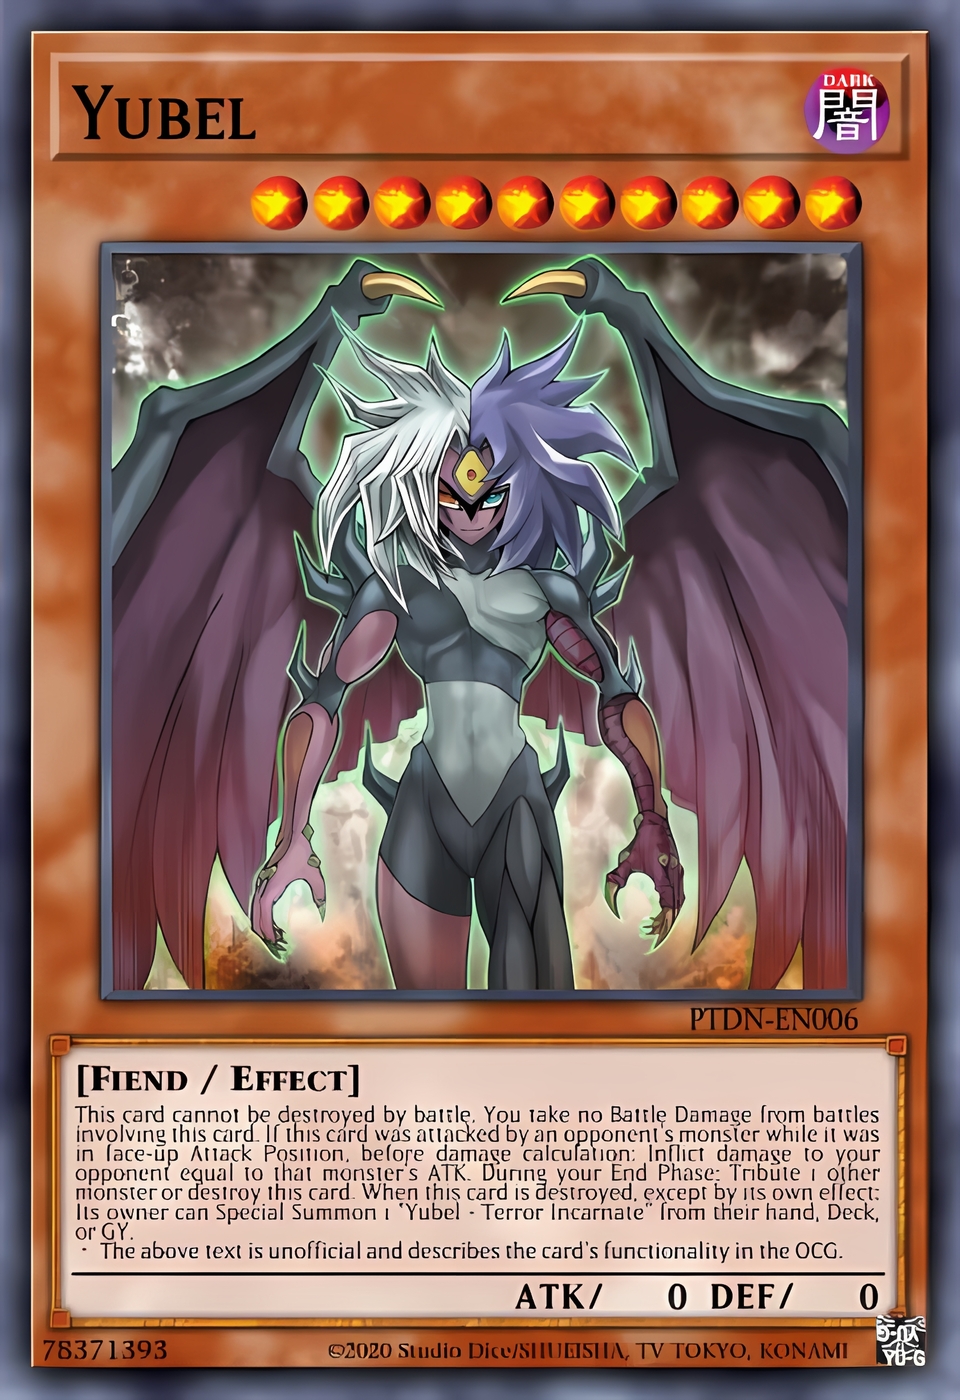 YUBEL
DARK
闇
PTDN-EN006
[FIEND / EFFECT]
This card cannot be destroyed by battle. You take no Battle Damage from battles
involving this card. If this card was attacked by an opponent's monster while it was
in face-up Attack Position, before damage calculation: Inflict damage to your
opponent equal to that monster's ATK. During your End Phase: Tribute 1 other
monster or destroy this card. When this card is destroyed, except by its own effect:
Its owner can Special Summon 1 "Yubel - Terror Incarnate" from their hand, Deck,
or GY.
· The above text is unofficial and describes the card's functionality in the OCG.
ATK/ 0 DEF/ 0
78371393
©2020 Studio Dice/SHUEISHA, TV TOKYO, KONAMI